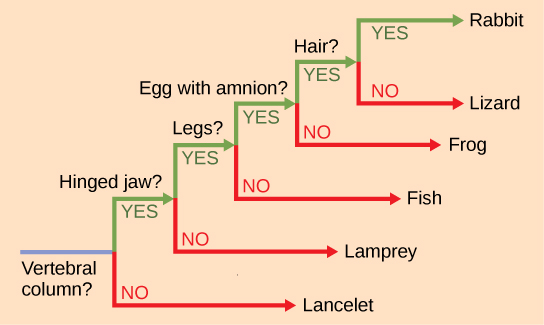 Rabbit
YES
Hair?
YES
NO
Lizard
Egg with amnion?
YES
NO
Frog
Legs?
YES
NO
Fish
Hinged jaw?
YES
NO
Lamprey
Vertebral
column?
NO
Lancelet